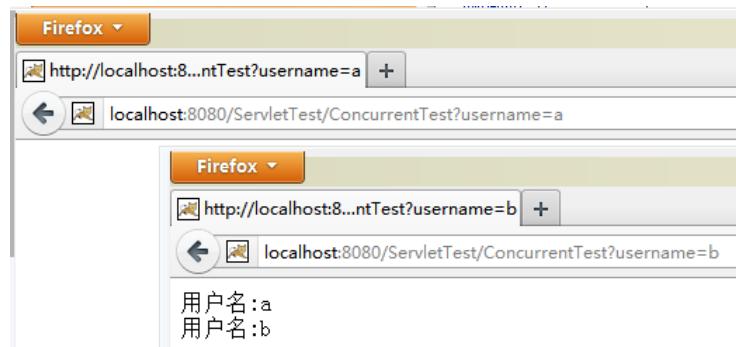 Firefox
http://localhost:8...ntTest?username=a
localhost:8080/ServletTest/ConcurrentTest?username=a
Firefox
http://localhost:8...ntTest?username=b
localhost:8080/ServletTest/ConcurrentTest?username=b
用户名:a
用户名:b